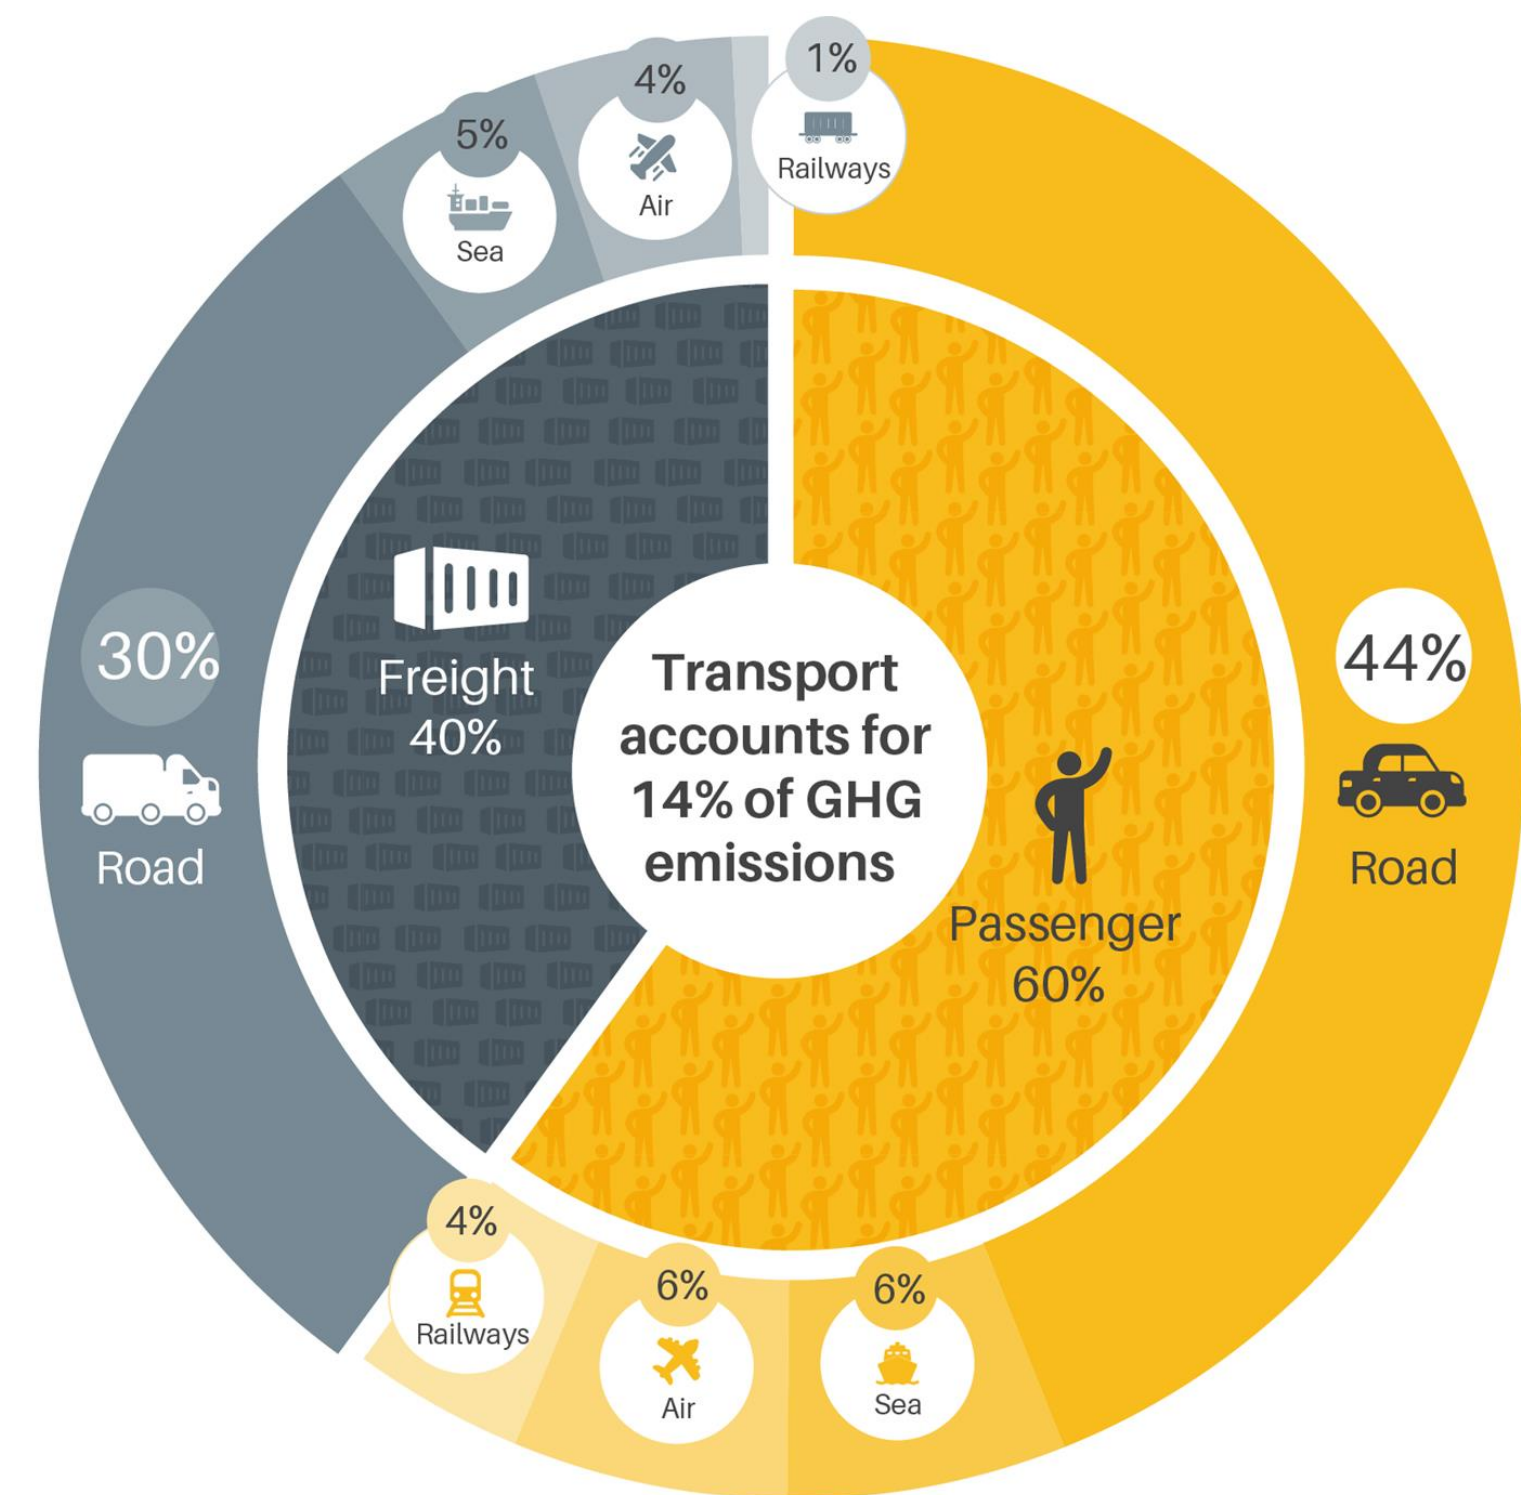 1%
Railways
4%
Air
5%
Sea
30%
Road
Freight
40%
Transport
accounts for
14% of GHG
emissions
Passenger
60%
44%
Road
4%
Railways
6%
Air
6%
Sea